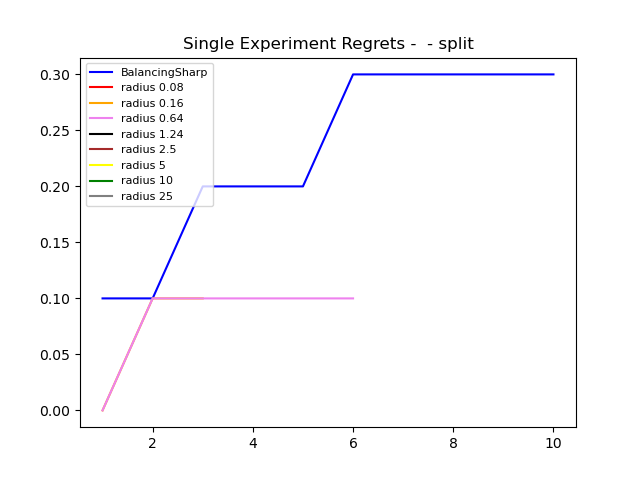 Single Experiment Regrets -  - split
0.30
0.25
0.20
0.15
0.10
0.05
0.00
BalancingSharp
radius 0.08
radius 0.16
radius 0.64
radius 1.24
radius 2.5
radius 5
radius 10
radius 25
2 4 6 8 10